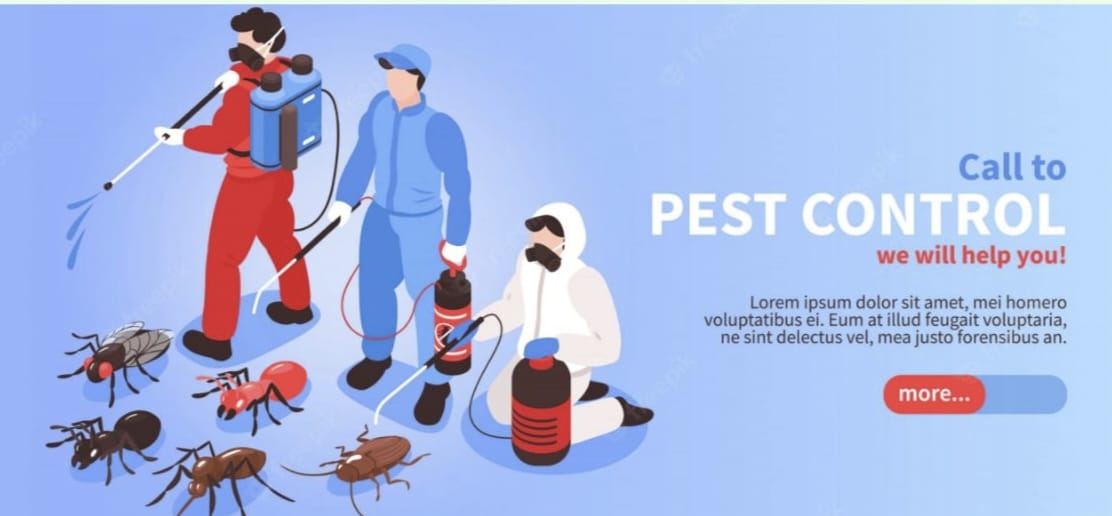 Call to
PEST CONTROL
we will help you!
Lorem ipsum dolor sit amet, mei homero
voluptatibus ei. Eum at illud feugait voluptaria,
ne sint delectus vel, mea justo forensibus an.
more...